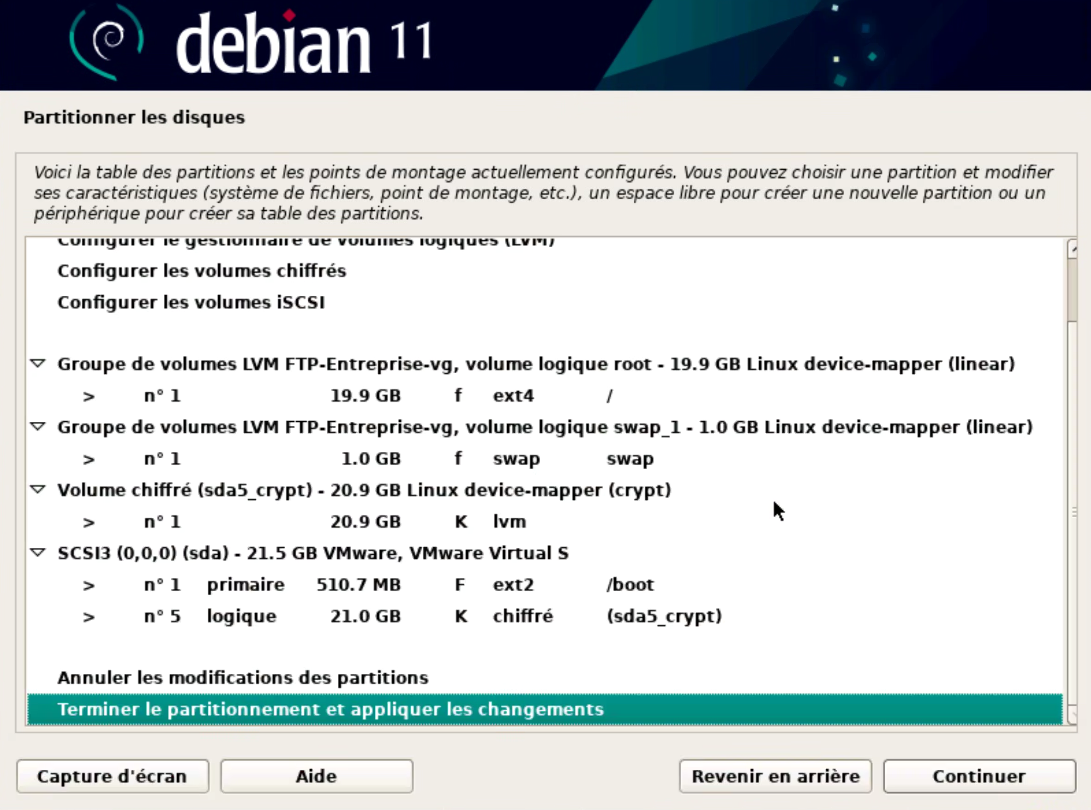 debian 11
Partitionner les disques
Voici la table des partitions et les points de montage actuellement configurés. Vous pouvez choisir une partition et modifier
ses caractéristiques (système de fichiers, point de montage, etc.), un espace libre pour créer une nouvelle partition ou un
périphérique pour créer sa table des partitions.
Configurer le gestionnaire de volumes logiques (LVM)
Configurer les volumes chiffrés
Configurer les volumes iSCSI
Groupe de volumes LVM FTP-Entreprise-vg, volume logique root - 19.9 GB Linux device-mapper (linear)
> n° 1 19.9 GB f ext4 /
Groupe de volumes LVM FTP-Entreprise-vg, volume logique swap_1 - 1.0 GB Linux device-mapper (linear)
> n° 1 1.0 GB f swap swap
Volume chiffré (sda5_crypt) - 20.9 GB Linux device-mapper (crypt)
> n° 1 20.9 GB K lvm
SCSI3 (0,0,0) (sda) - 21.5 GB VMware, VMware Virtual S
> n° 1 primaire 510.7 MB F ext2 /boot
> n° 5 logique 21.0 GB K chiffré (sda5_crypt)
Annuler les modifications des partitions
Terminer le partitionnement et appliquer les changements
Capture d'écran Aide Revenir en arrière Continuer